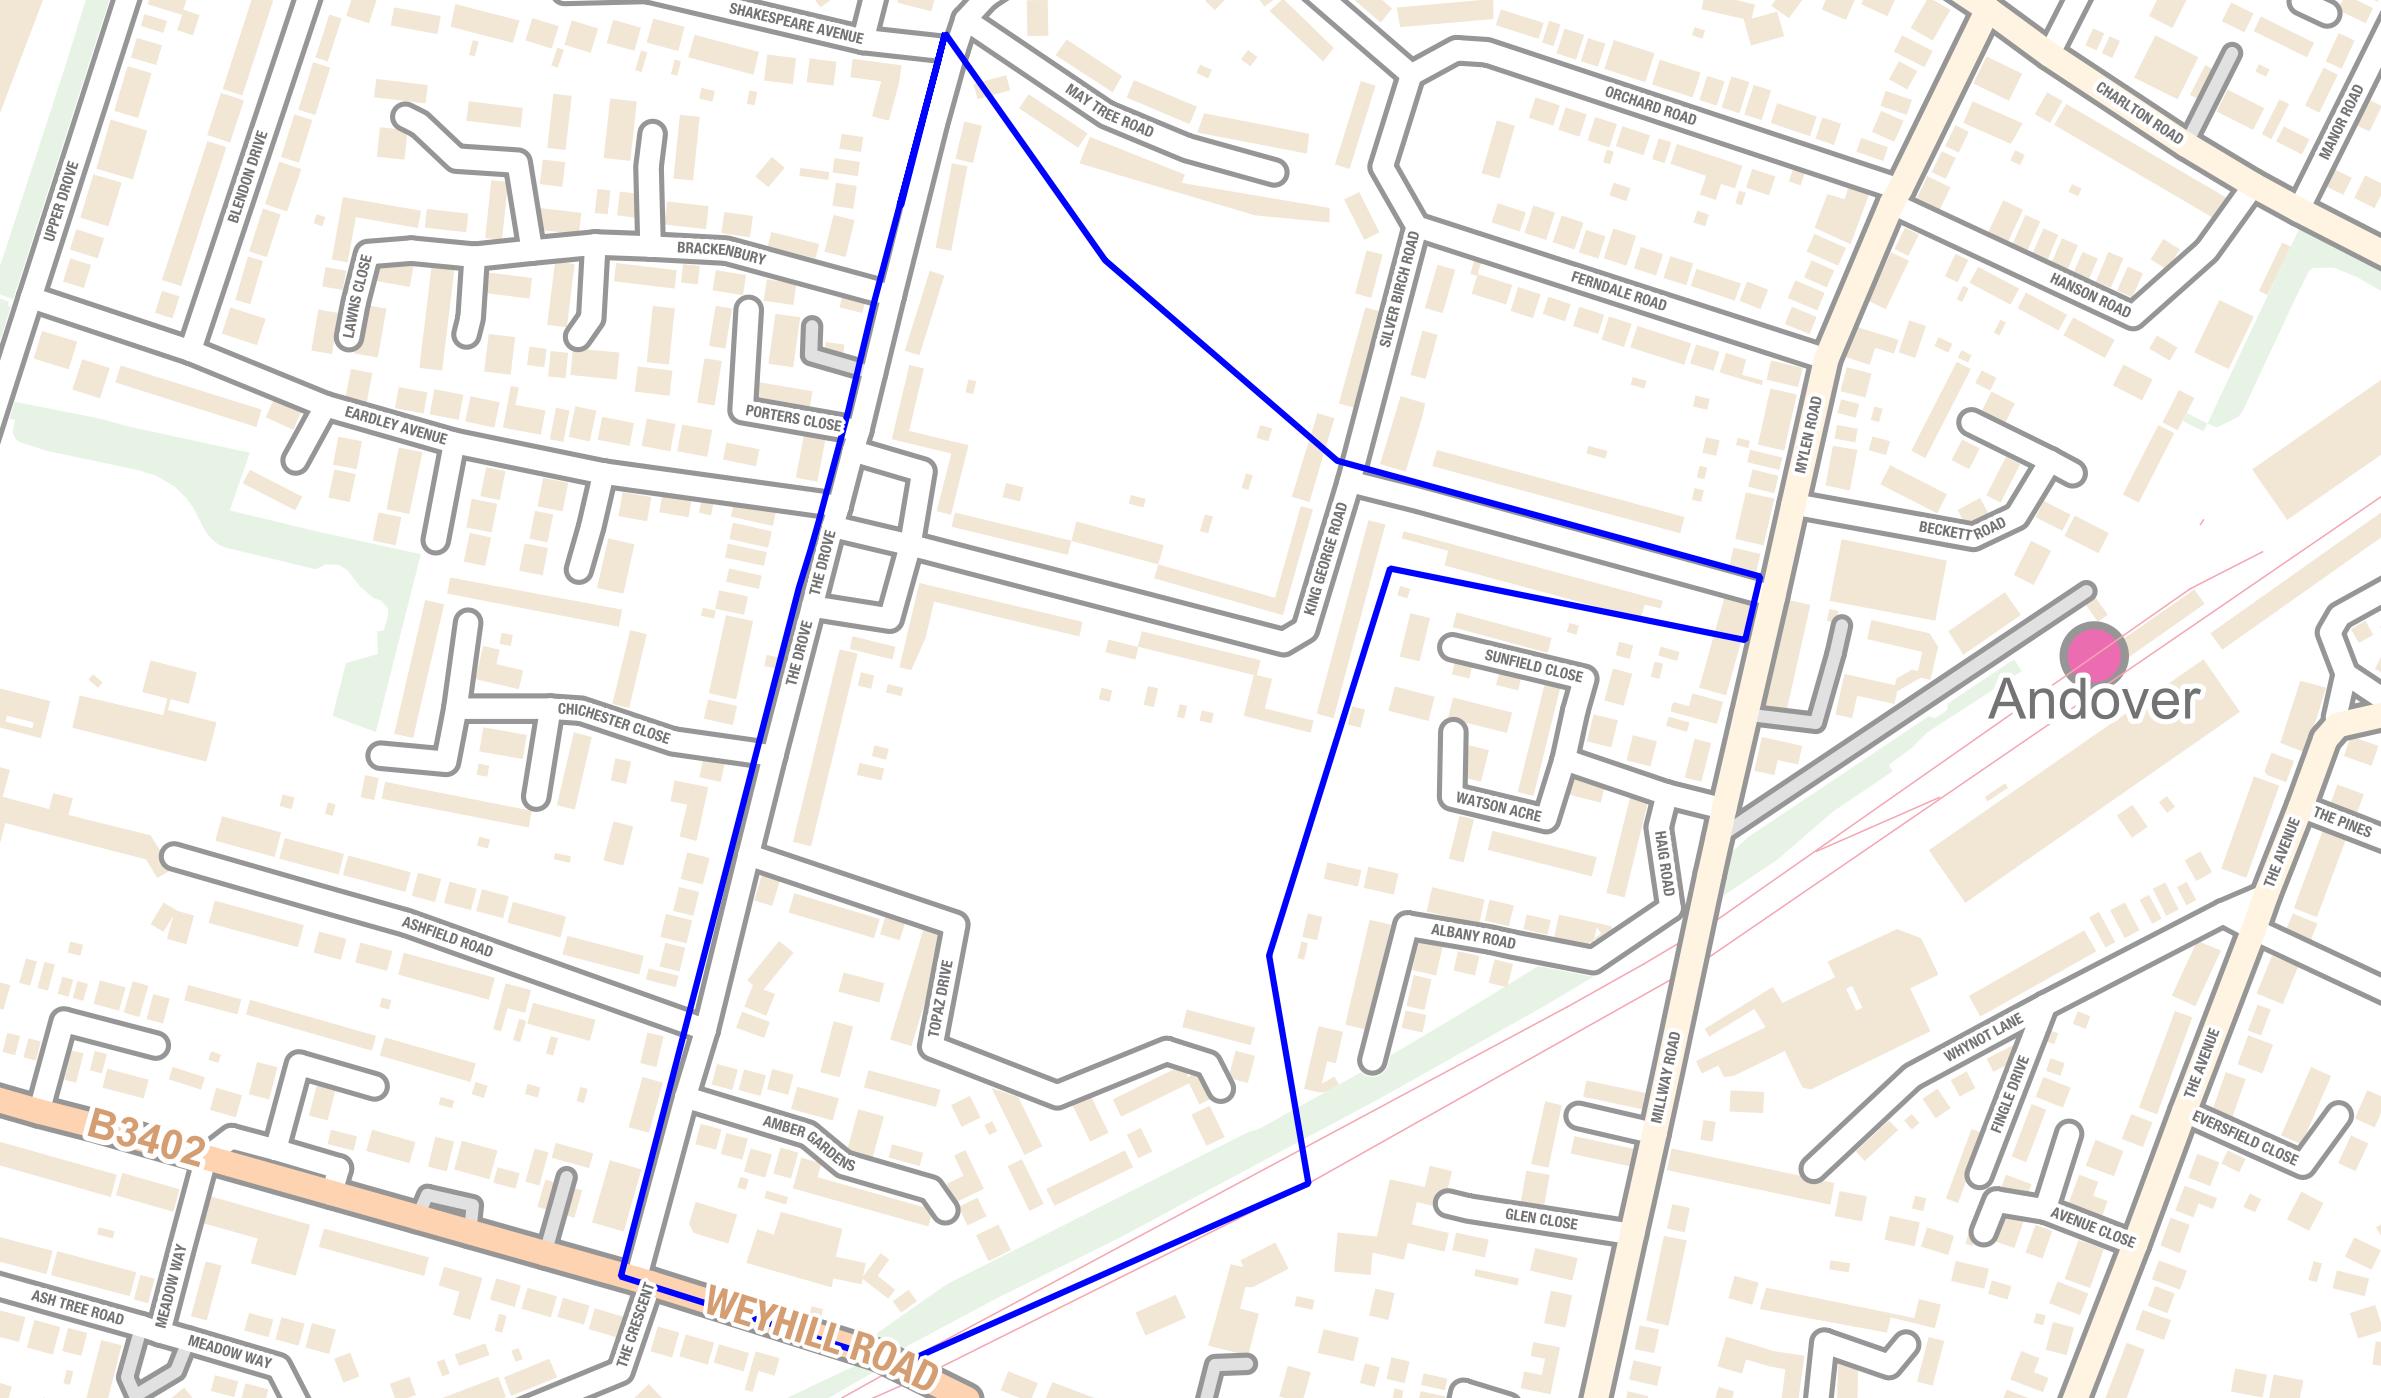 SHAKESPEARE AVENUE
MAY TREE ROAD
ORCHARD ROAD
CHARLTON ROAD
MANOR ROAD
UPPER DROVE
BLENDON DRIVE
LAWNS CLOSE
BRACKENBURY
SILVER BIRCH ROAD
FERNDALE ROAD
HANSON ROAD
EARDLEY AVENUE
PORTERS CLOSE
MYLEN ROAD
BECKETT ROAD
THE DROVE
KING GEORGE ROAD
THE DROVE
SUNFIELD CLOSE
Andover
CHICHESTER CLOSE
WATSON ACRE
HAIG ROAD
THE PINES
THE AVENUE
ASHFIELD ROAD
ALBANY ROAD
TOPAZ DRIVE
WHYNOT LANE
MILLWAY ROAD
FINGLE DRIVE
THE AVENUE
B3402
AMBER GARDENS
EVERSFIELD CLOSE
GLEN CLOSE
AVENUE CLOSE
MEADOW WAY
ASH TREE ROAD
MEADOW WAY
THE CRESCENT
WEYHILL ROAD